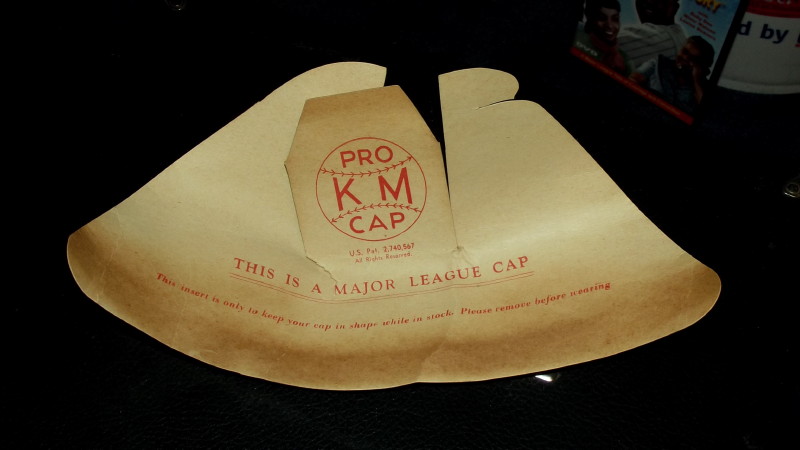 PRO
K M
CAP
U.S. Pat. 2,740,567
All Rights Reserved.
THIS IS A MAJOR LEAGUE CAP
This insert is only to keep your cap in shape while in stock. Please remove before wearing
d by